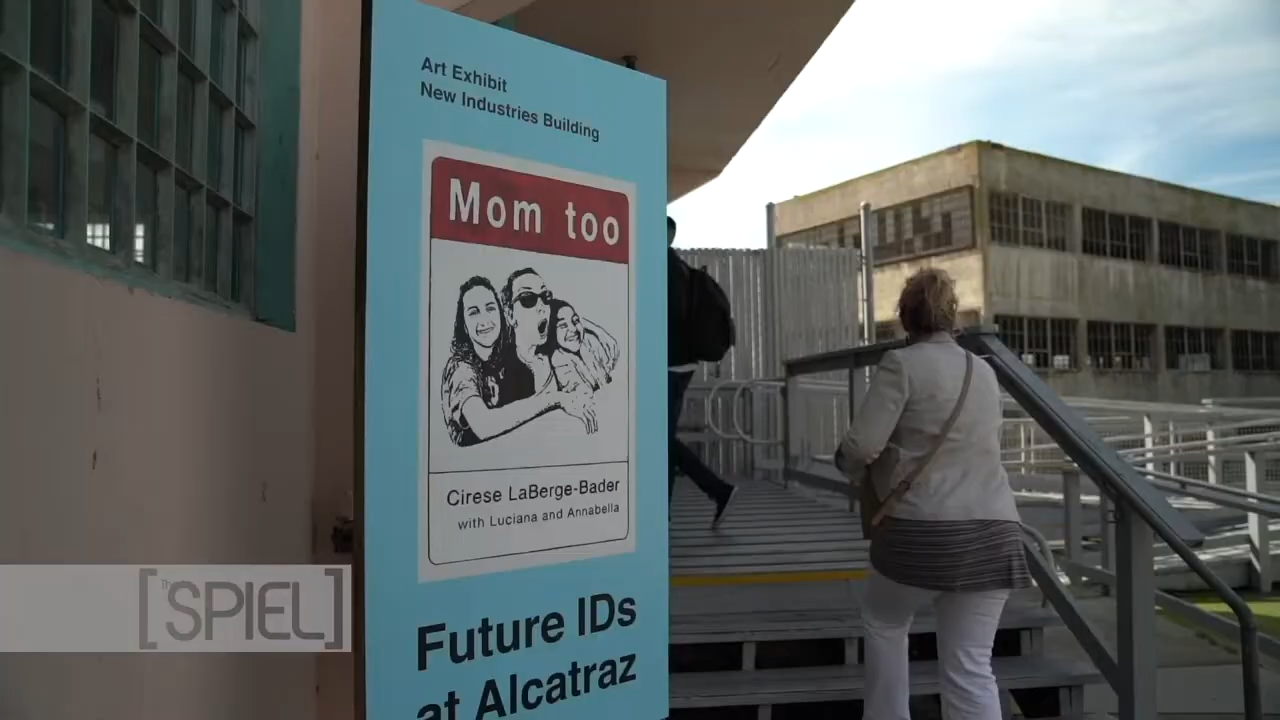 Art Exhibit
New Industries Building
Mom too
Cirese LaBerge-Bader
with Luciana and Annabella
Future IDs
at Alcatraz
[The SPIEL]